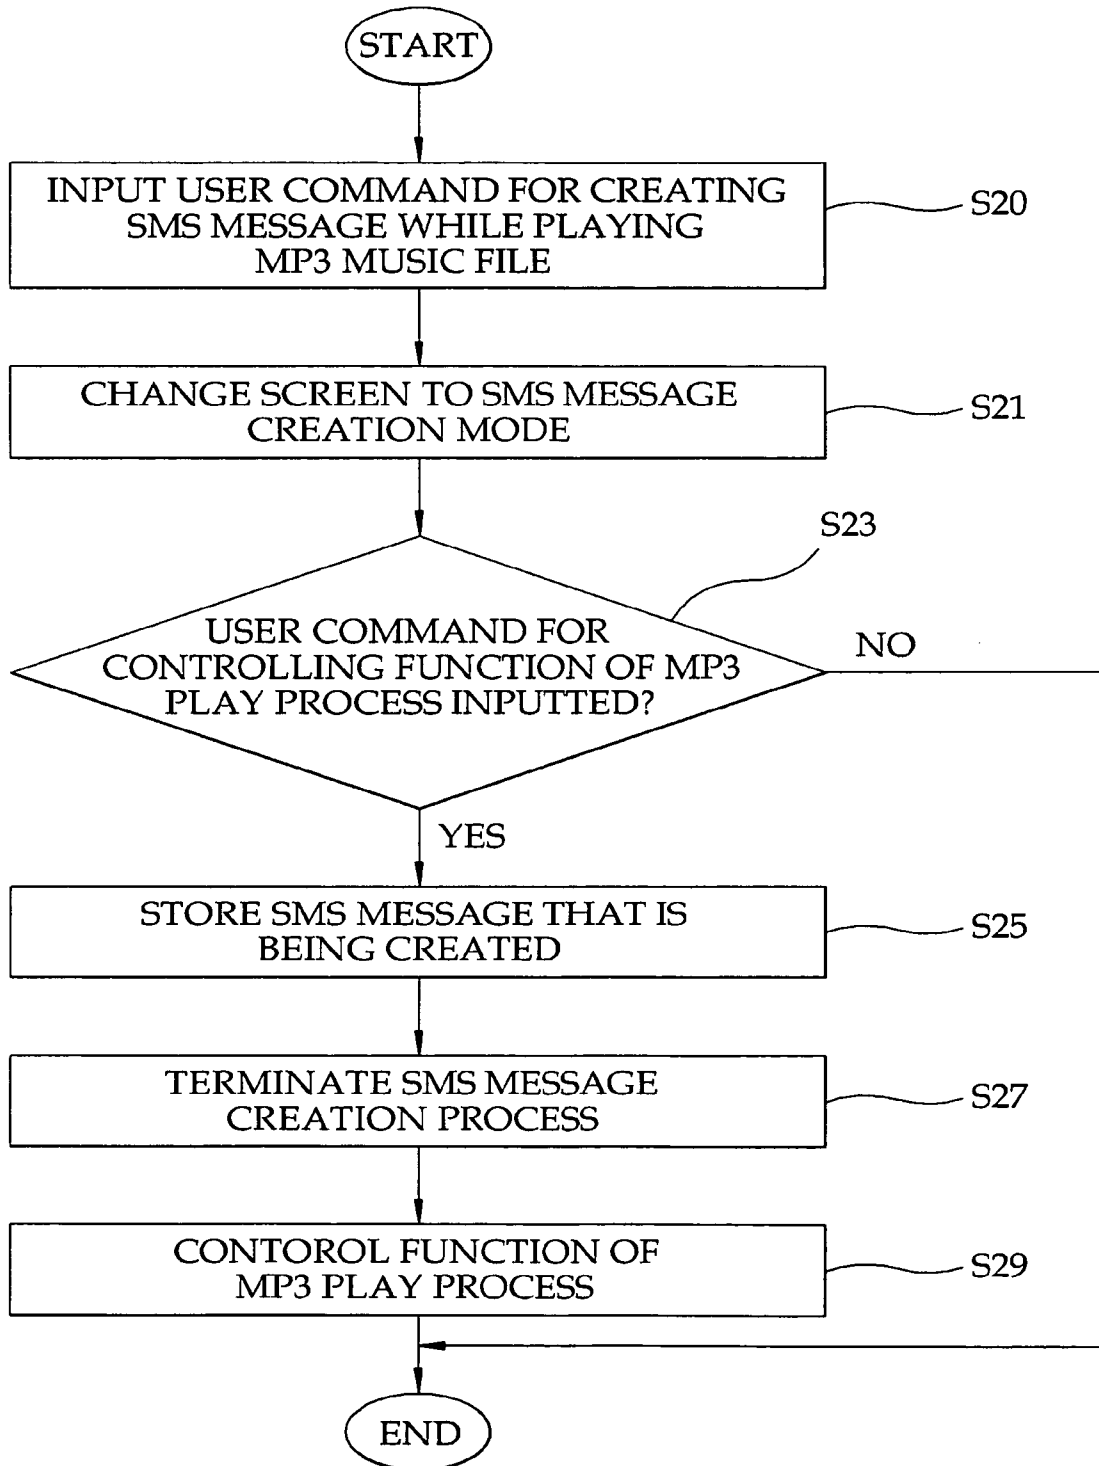 START
INPUT USER COMMAND FOR CREATING
SMS MESSAGE WHILE PLAYING
MP3 MUSIC FILE
S20
CHANGE SCREEN TO SMS MESSAGE
CREATION MODE
S21
S23
USER COMMAND FOR
CONTROLLING FUNCTION OF MP3
PLAY PROCESS INPUTTED?
NO
YES
STORE SMS MESSAGE THAT IS
BEING CREATED
S25
TERMINATE SMS MESSAGE
CREATION PROCESS
S27
CONTOROL FUNCTION OF
MP3 PLAY PROCESS
S29
END